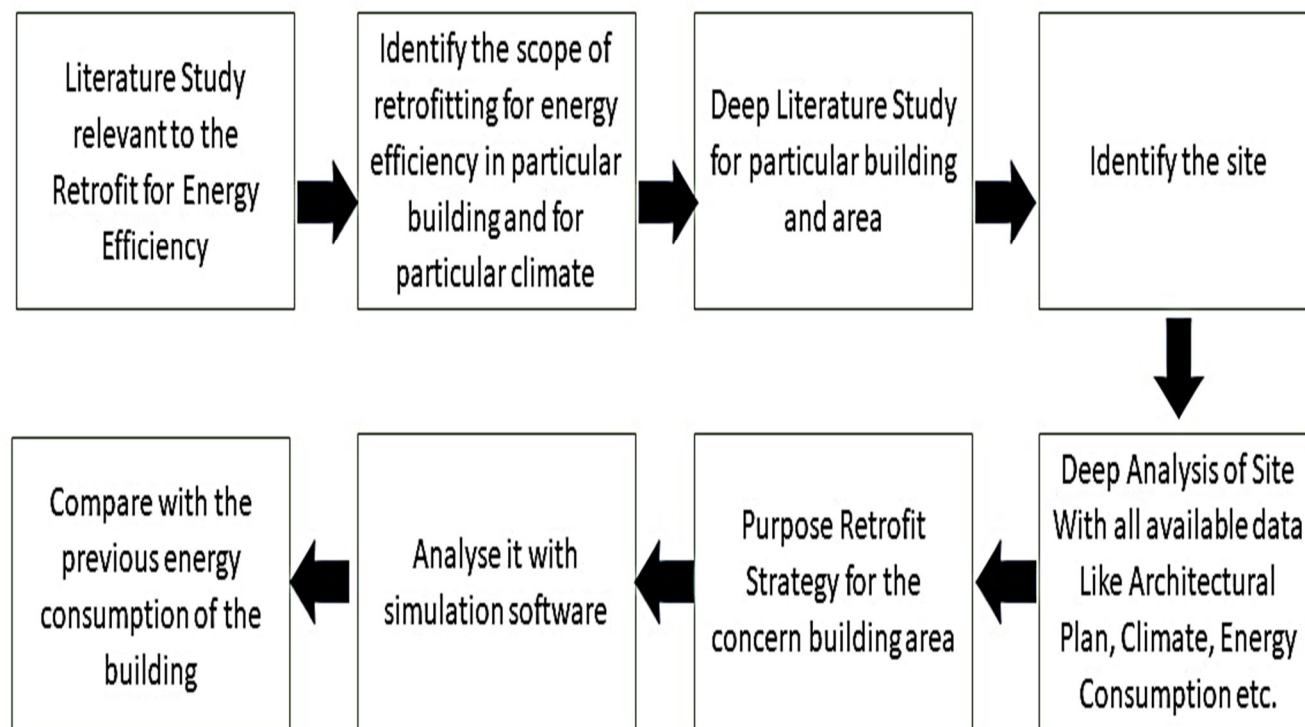 Literature Study
relevant to the
Retrofit for Energy
Efficiency
Identify the scope of
retrofitting for energy
efficiency in particular
building and for
particular climate
Deep Literature Study
for particular building
and area
Identify the site
Deep Analysis of Site
With all available data
Like Architectural
Plan, Climate, Energy
Consumption etc.
Purpose Retrofit
Strategy for the
concern building area
Analyse it with
simulation software
Compare with the
previous energy
consumption of the
building